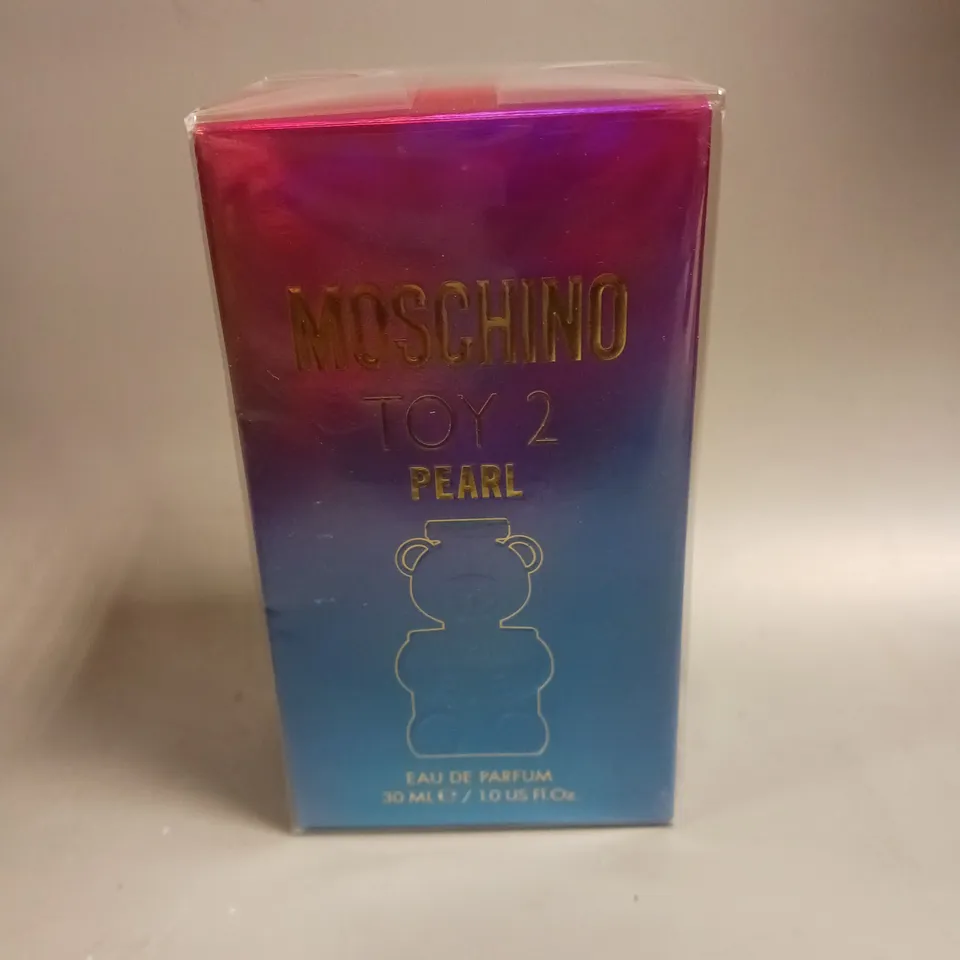 MOSCHINO
TOY 2
PEARL
EAU DE PARFUM
30 ML ℮ / 1.0 US Fl.Oz.